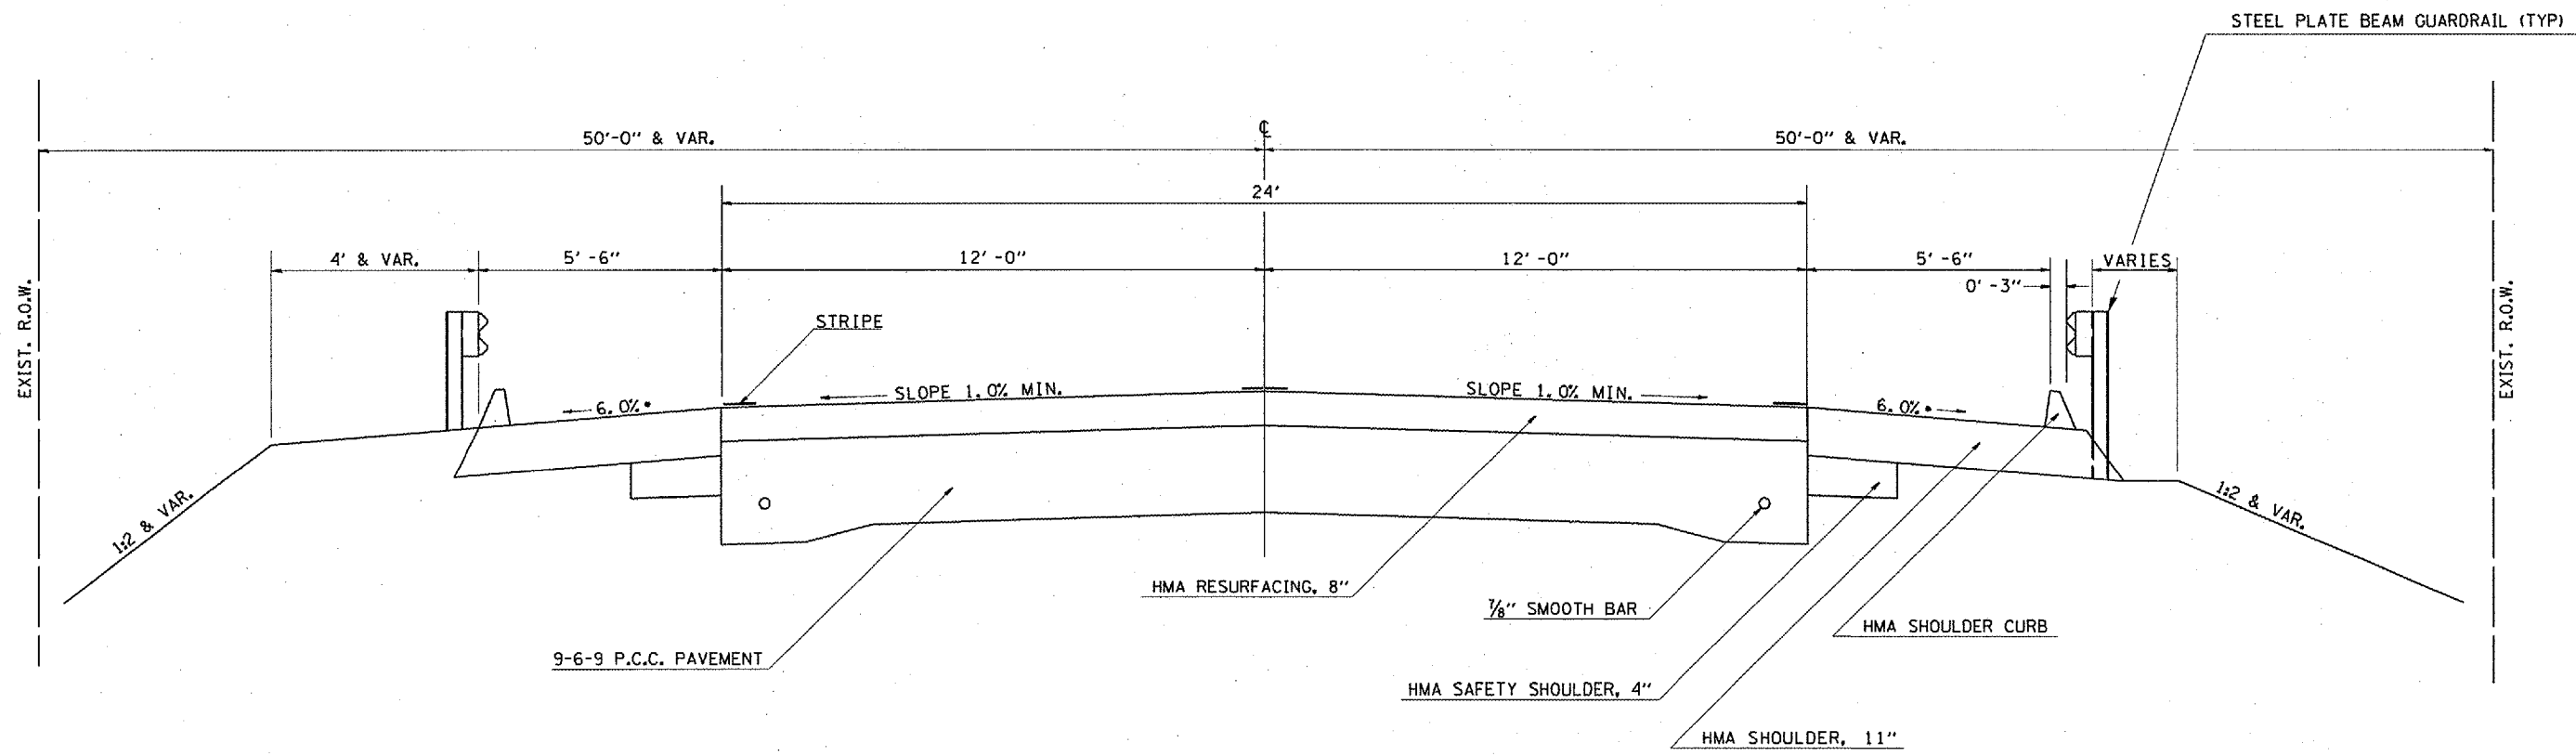 STEEL PLATE BEAM GUARDRAIL (TYP)
50'-0" & VAR.
℄
50'-0" & VAR.
24'
4' & VAR.
5'-6"
12'-0"
12'-0"
5'-6"
VARIES
0'-3"
EXIST. R.O.W.
EXIST. R.O.W.
STRIPE
6.0%*
SLOPE 1.0% MIN.
SLOPE 1.0% MIN.
6.0%*
1:2 & VAR.
1:2 & VAR.
HMA RESURFACING, 8"
⅞" SMOOTH BAR
HMA SHOULDER CURB
9-6-9 P.C.C. PAVEMENT
HMA SAFETY SHOULDER, 4"
HMA SHOULDER, 11"